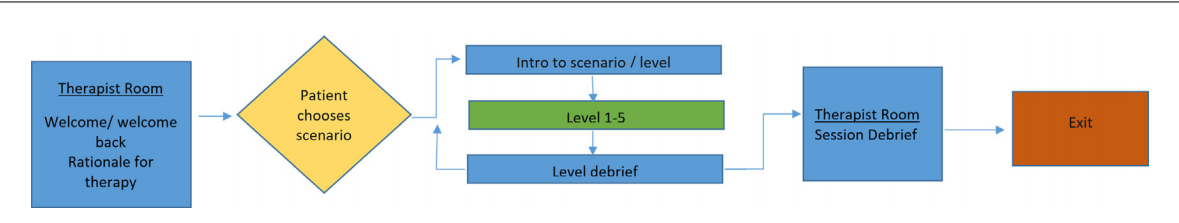 Therapist Room
Welcome/ welcome
back
Rationale for
therapy
Patient
chooses
scenario
Intro to scenario / level
Level 1-5
Level debrief
Therapist Room
Session Debrief
Exit